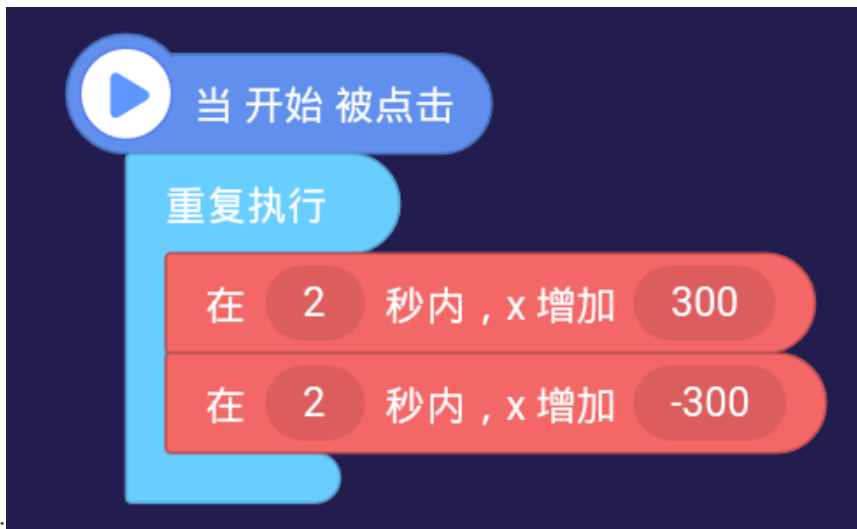 当 开始 被点击
重复执行
在 2 秒内，x 增加 300
在 2 秒内，x 增加 -300